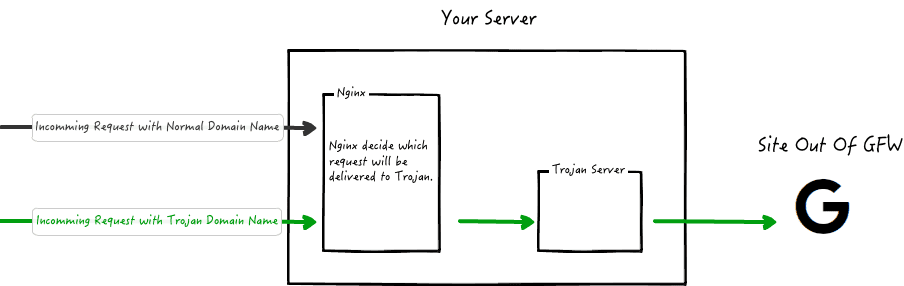 Your Server
Nginx
Incomming Request with Normal Domain Name
Nginx decide which
request will be
delivered to Trojan.
Site Out Of GFW
Trojan Server
Incomming Request with Trojan Domain Name
G